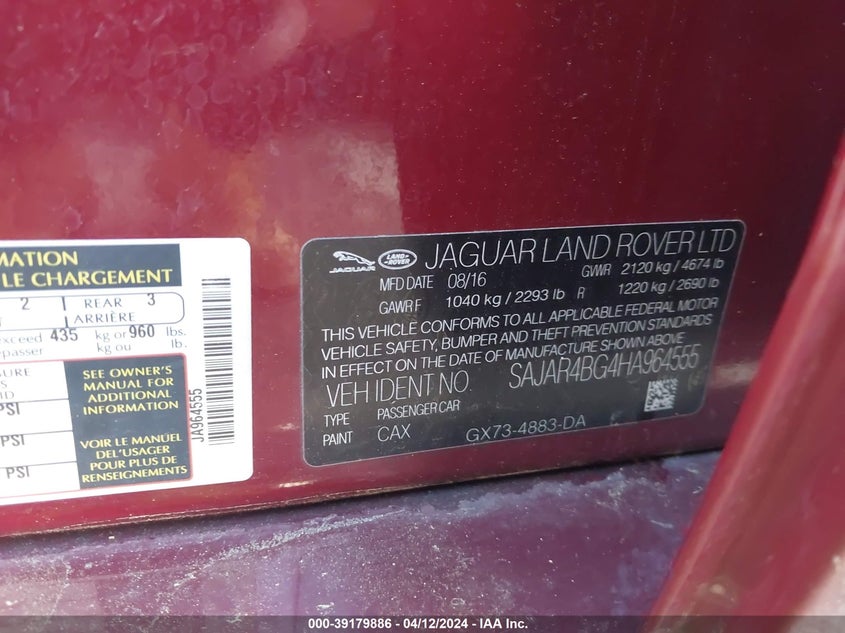 MATION
LE CHARGEMENT
2 REAR 3
ARRIÈRE
exceed 435 kg or 960 lbs.
epasser kg ou lb.
SURE
S
ID
PSI
PSI
PSI
SEE OWNER'S
MANUAL FOR
ADDITIONAL
INFORMATION
VOIR LE MANUEL
DEL'USAGER
POUR PLUS DE
RENSEIGNEMENTS
JA964555
JAGUAR LAND ROVER JAGUAR LAND ROVER LTD
MFD DATE 08/16 GWR 2120 kg / 4674 lb
GAWR F 1040 kg / 2293 lb R 1220 kg / 2690 lb
THIS VEHICLE CONFORMS TO ALL APPLICABLE FEDERAL MOTOR
VEHICLE SAFETY, BUMPER AND THEFT PREVENTION STANDARDS
IN EFFECT ON THE DATE OF MANUFACTURE SHOWN ABOVE
VEH IDENT NO. SAJAR4BG4HA964555
TYPE PASSENGER CAR
PAINT CAX GX73-4883-DA
000-39179886 - 04/12/2024 - IAA Inc.